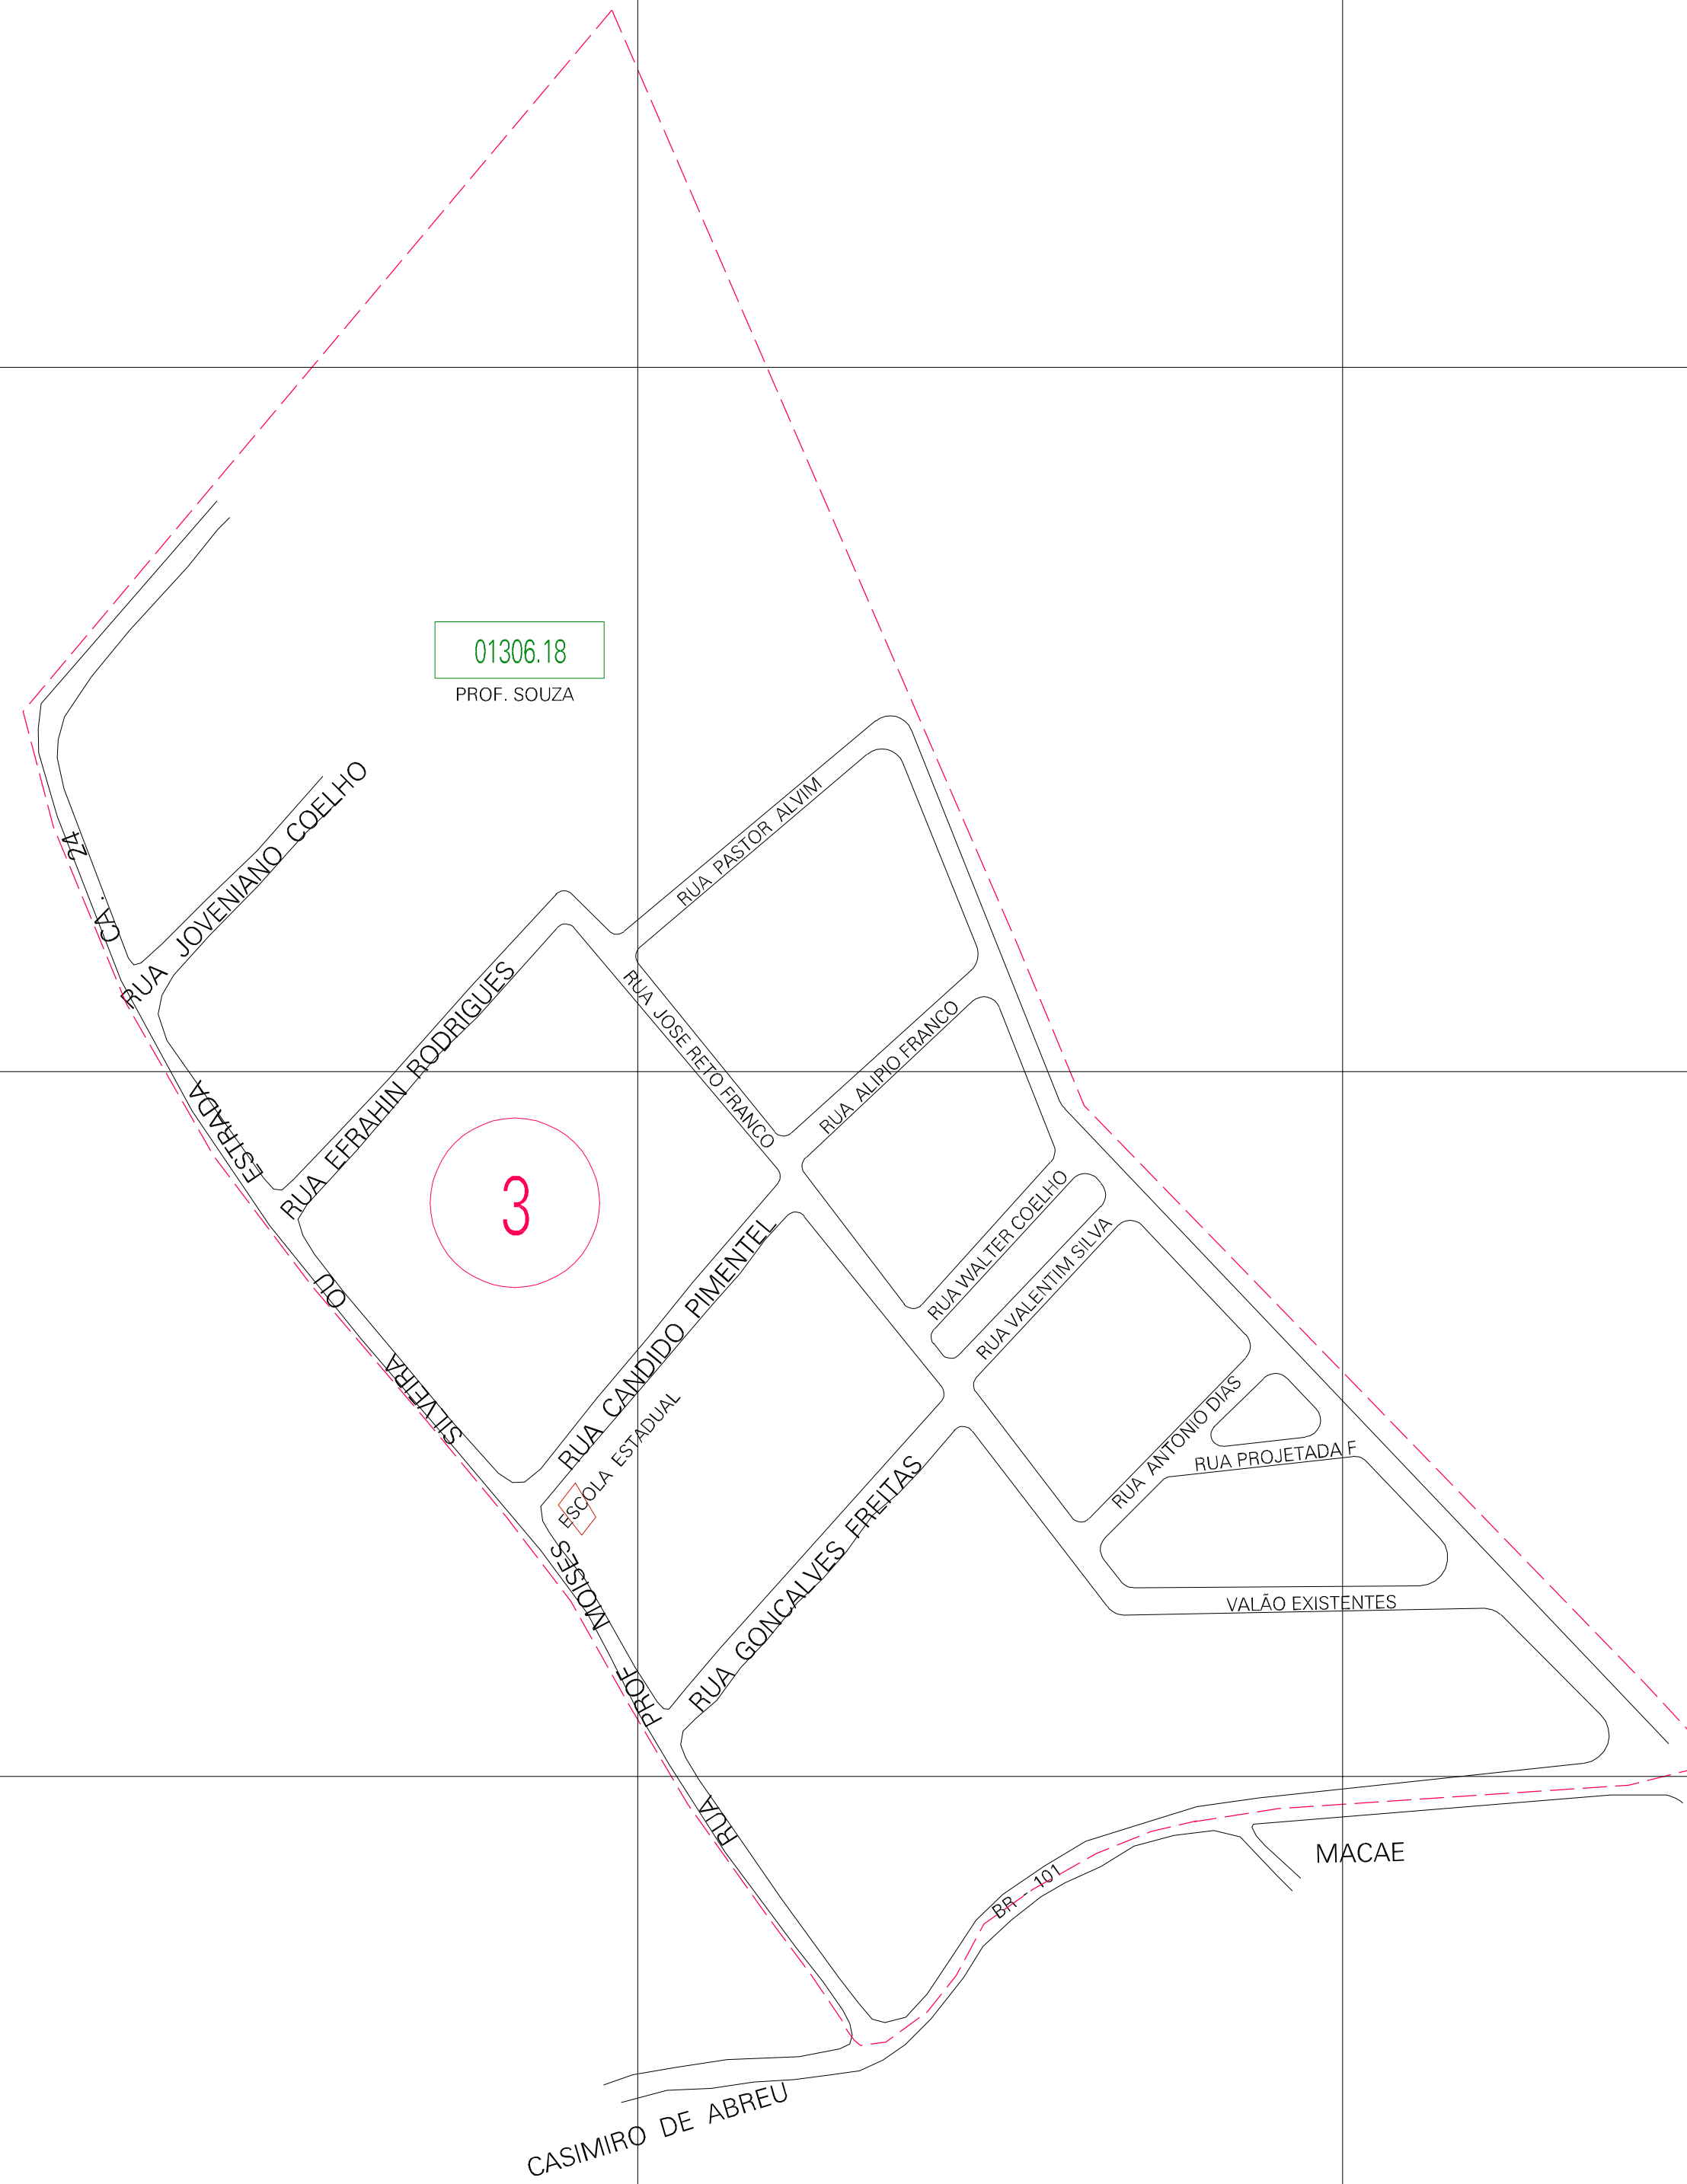 01306.18
PROF. SOUZA
RUA JOVENIANO COELHO
RUA PASTOR ALVIM
RUA EFRAHIN RODRIGUES
RUA JOSE RETO FRANCO
RUA ALIPIO FRANCO
3
RUA WALTER COELHO
RUA VALENTIM SILVA
RUA CANDIDO PIMENTEL
ESCOLA ESTADUAL
RUA ANTONIO DIAS
RUA PROJETADA F
RUA GONCALVES FREITAS
VALÃO EXISTENTES
RUA PROF MOISES SILVEIRA OU ESTRADA CA. 24
MACAE
BR - 101
CASIMIRO DE ABREU